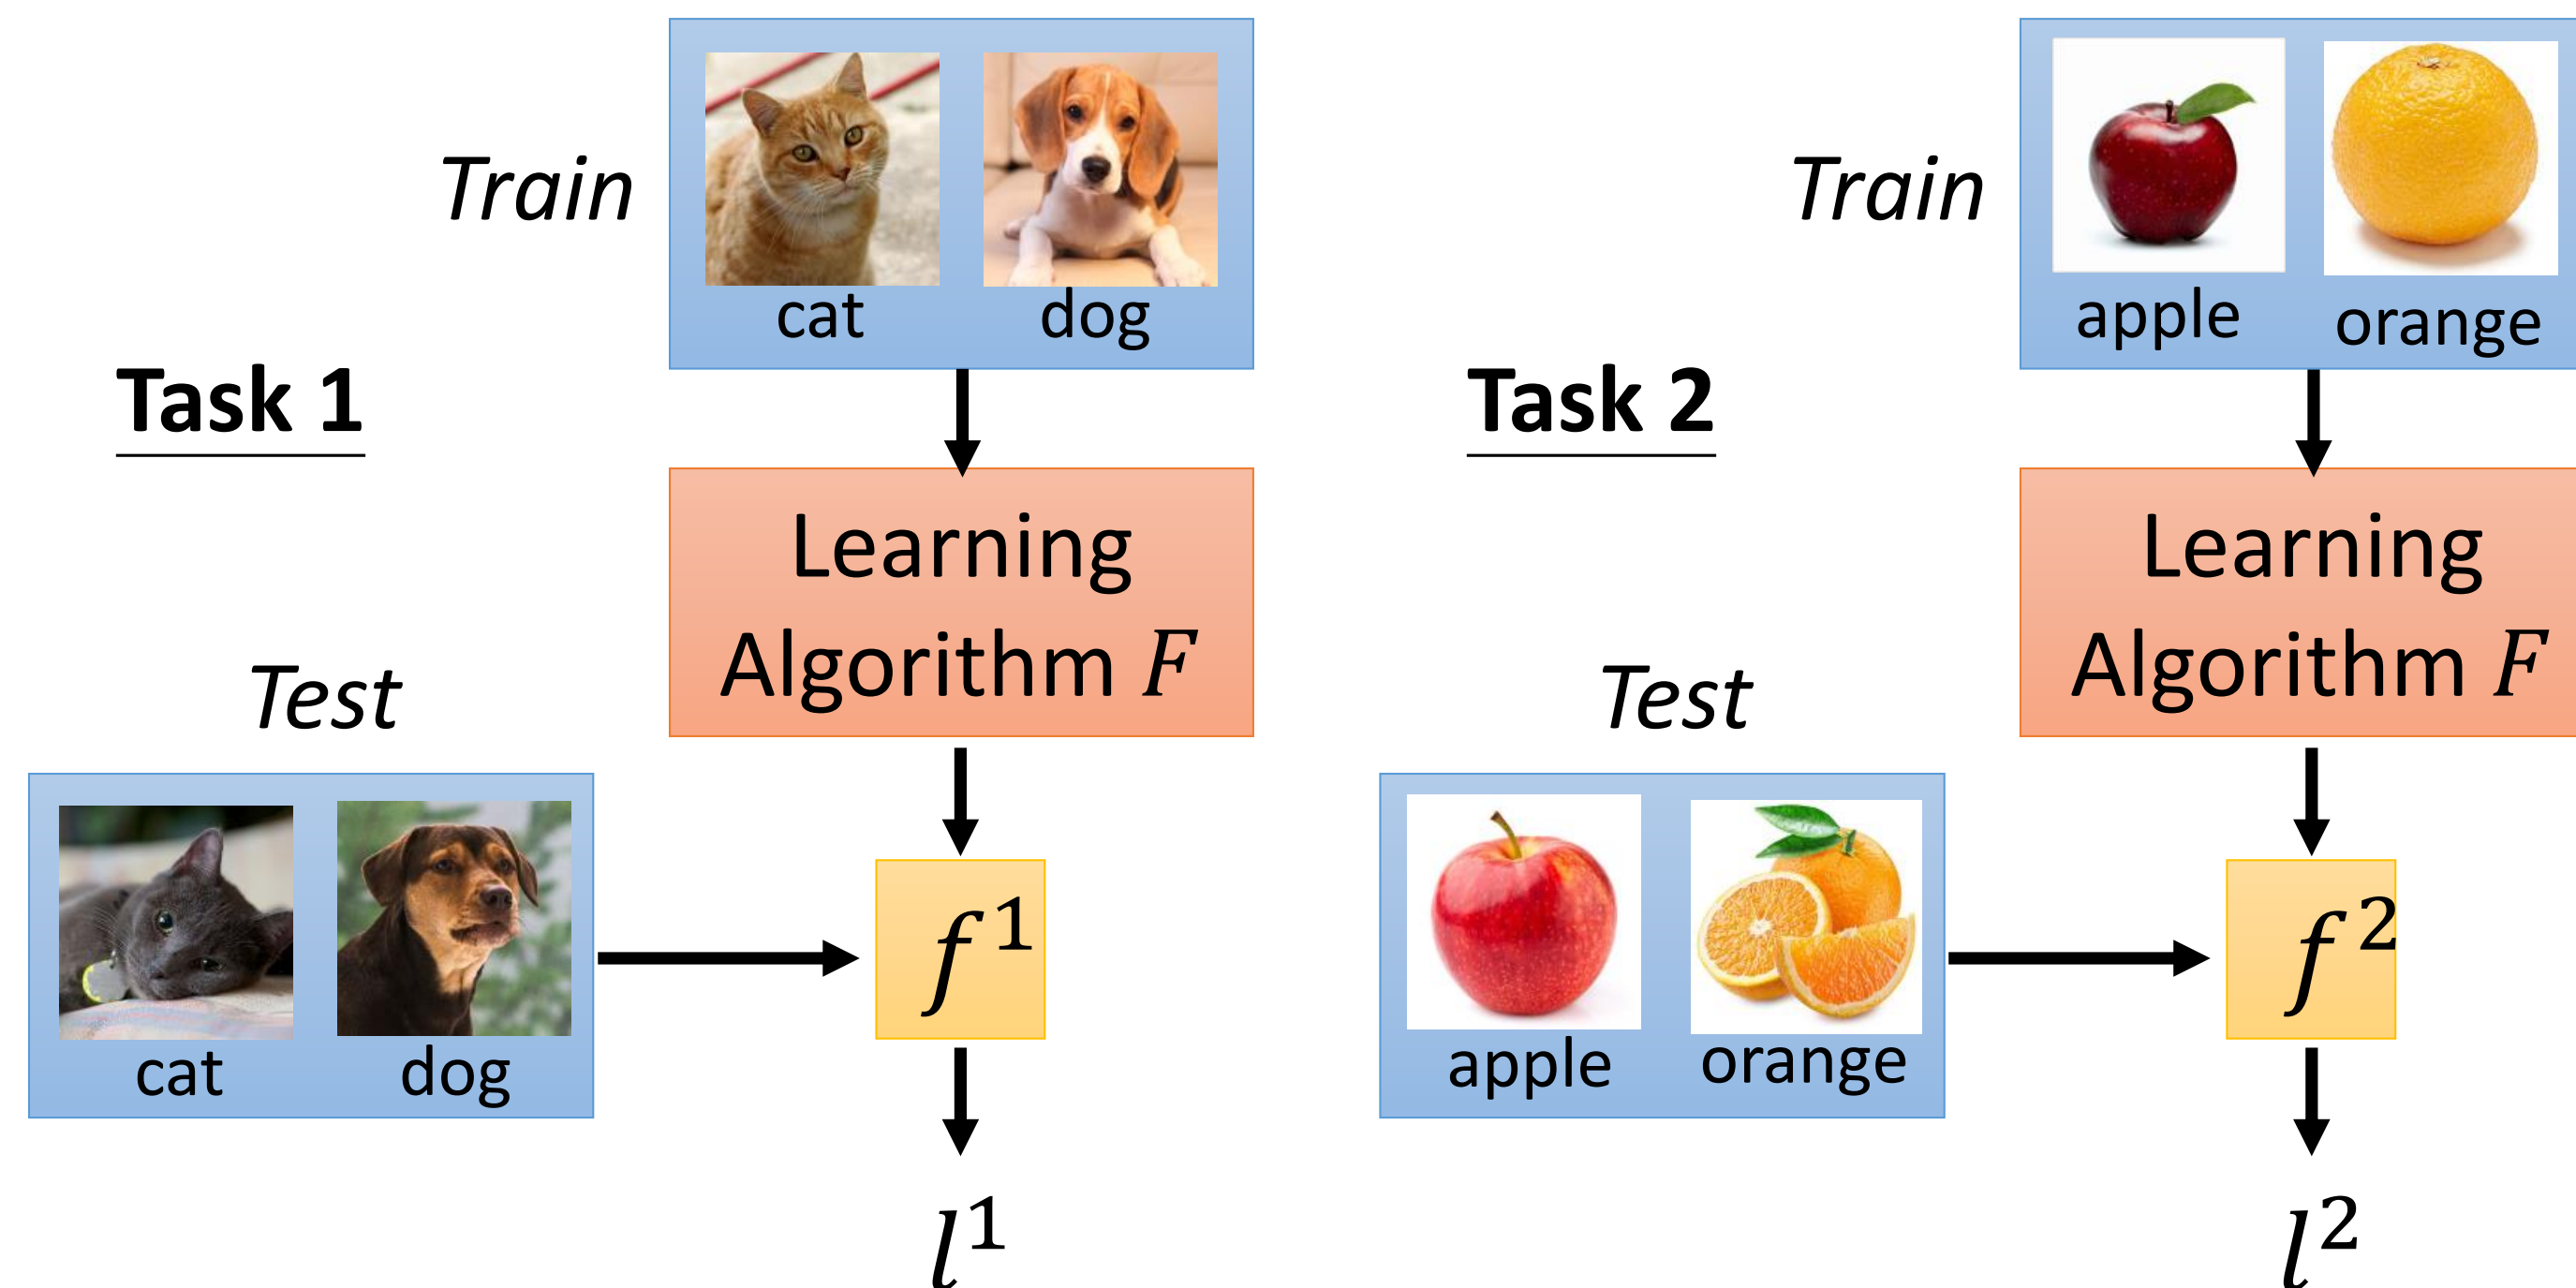 Task 1
Train
cat dog
Learning
Algorithm F
Test
cat dog
f¹
l¹
Task 2
Train
apple orange
Learning
Algorithm F
Test
apple orange
f²
l²